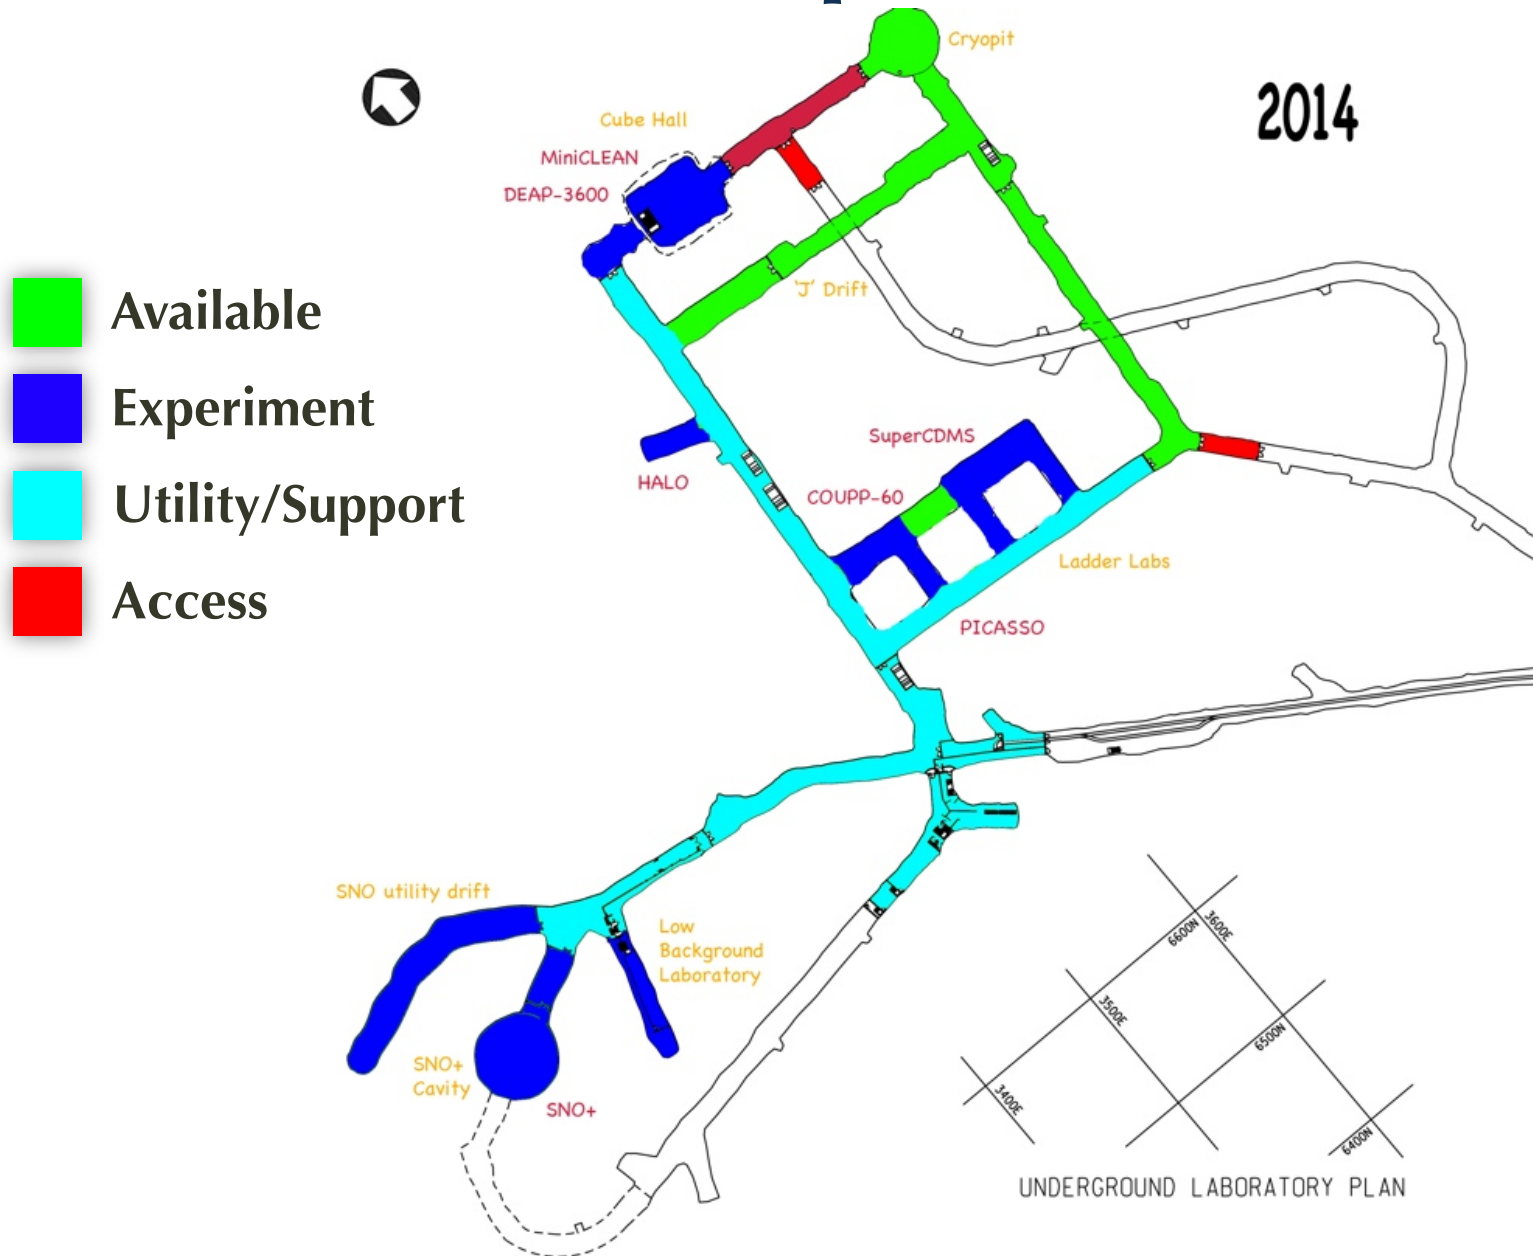 Cryopit
2014
Cube Hall
MiniCLEAN
DEAP-3600
'J' Drift
Available
Experiment
Utility/Support
Access
SuperCDMS
COUPP-60
HALO
Ladder Labs
PICASSO
SNO utility drift
Low
Background
Laboratory
SNO+
Cavity
SNO+
6600N
3600E
3500E
6500N
3400E
6400N
UNDERGROUND LABORATORY PLAN